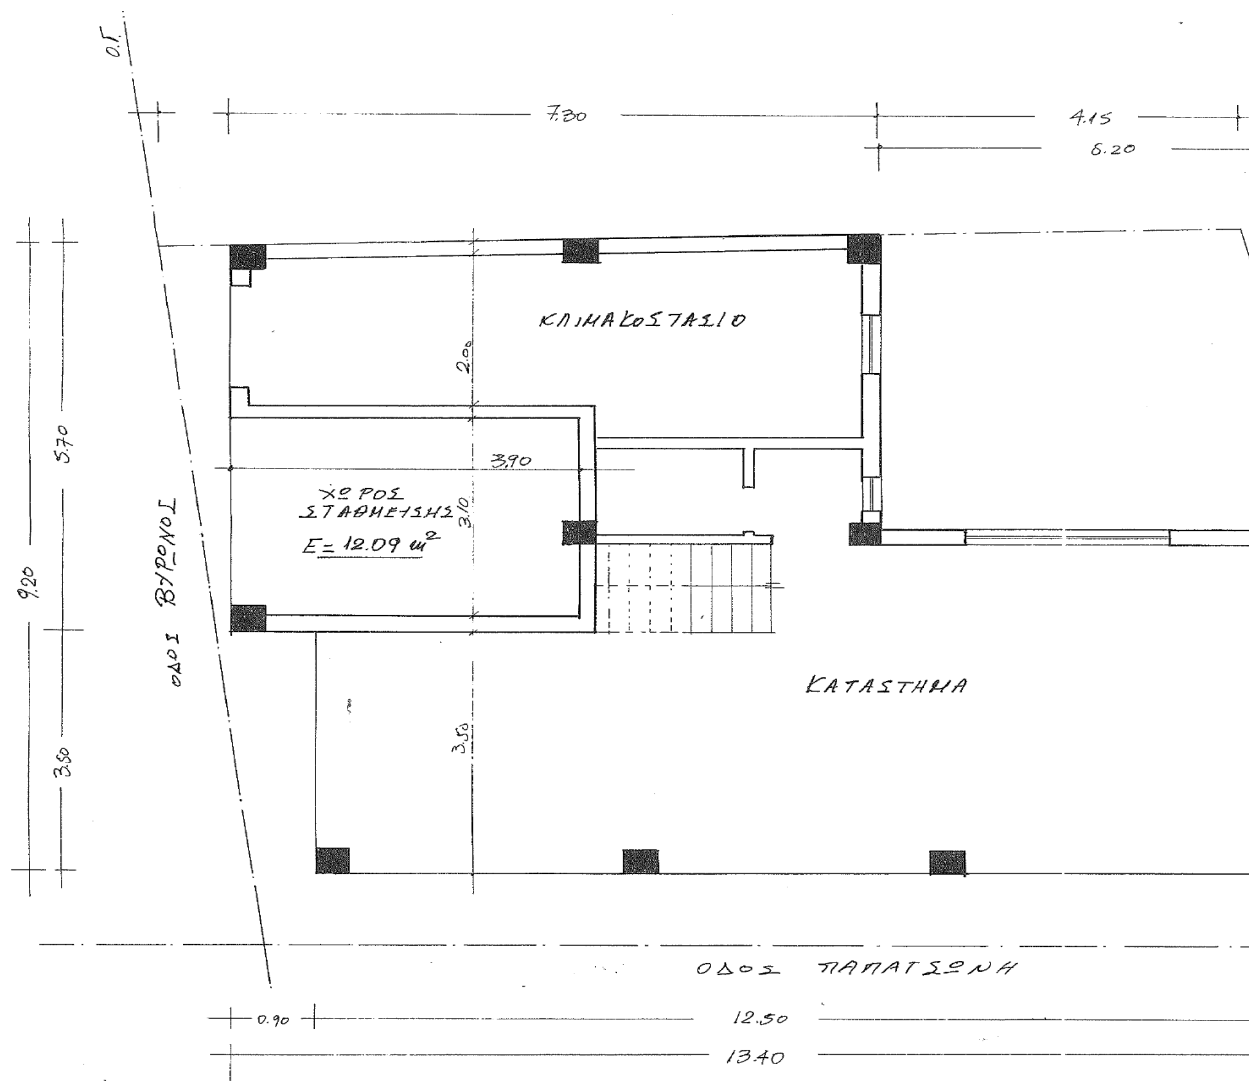 Ο.Γ.
7.30
4.15
6.20
ΚΛΙΜΑΚΟΣΤΑΣΙΟ
2.00
5.70
3.90
ΧΩΡΟΣ
ΣΤΑΘΜΕΥΣΗΣ
3.10
Ε= 12.09 m²
9.20
ΟΔΟΣ ΒΥΡΩΝΟΣ
ΚΑΤΑΣΤΗΜΑ
3.50
3.50
ΟΔΟΣ ΠΑΠΑΤΣΩΝΗ
0.90
12.50
13.40